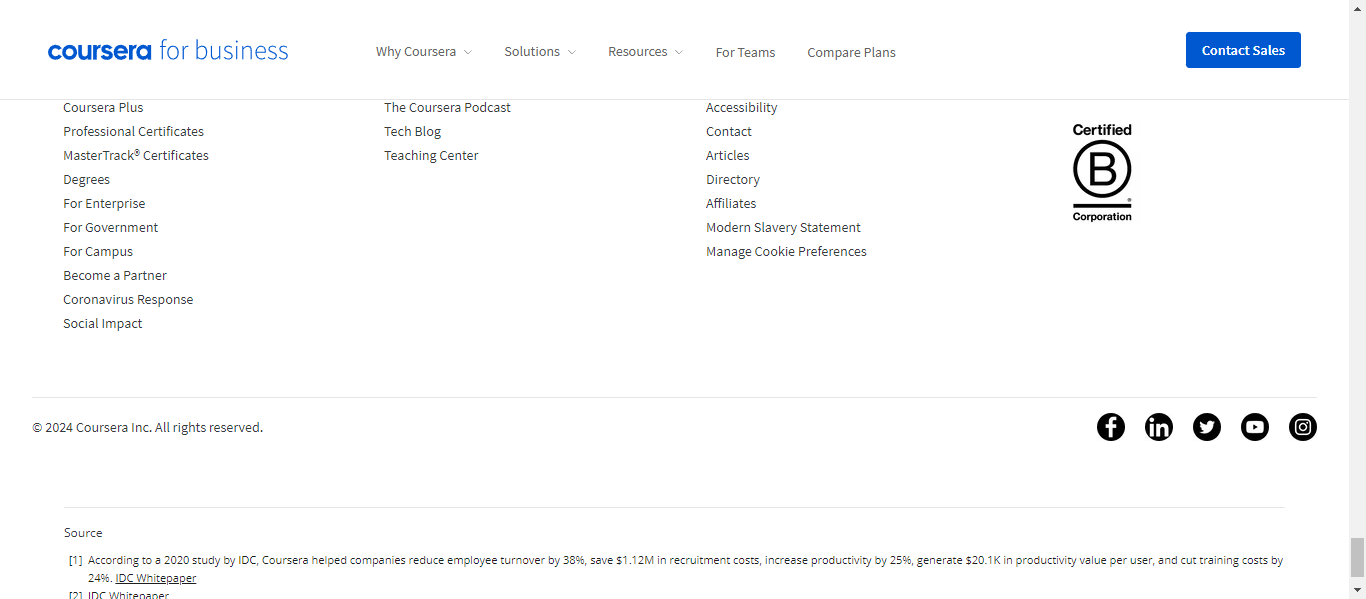 coursera for business
Why Coursera
Solutions
Resources
For Teams
Compare Plans
Contact Sales
Coursera Plus
Professional Certificates
MasterTrack® Certificates
Degrees
For Enterprise
For Government
For Campus
Become a Partner
Coronavirus Response
Social Impact
The Coursera Podcast
Tech Blog
Teaching Center
Accessibility
Contact
Articles
Directory
Affiliates
Modern Slavery Statement
Manage Cookie Preferences
Certified
B
®
Corporation
© 2024 Coursera Inc. All rights reserved.
Source
[1] According to a 2020 study by IDC, Coursera helped companies reduce employee turnover by 38%, save $1.12M in recruitment costs, increase productivity by 25%, generate $20.1K in productivity value per user, and cut training costs by
24%. IDC Whitepaper
[2] IDC Whitepaper